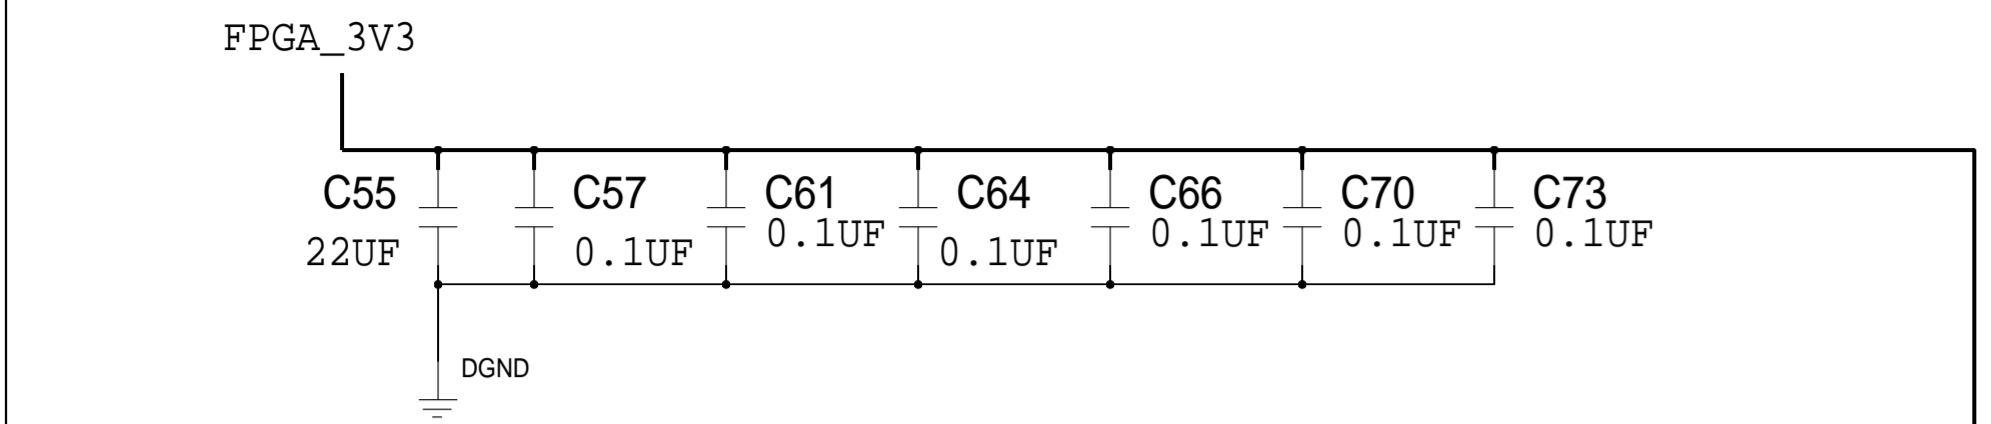 FPGA_3V3
C55
22UF
C57
0.1UF
C61
0.1UF
C64
0.1UF
C66
0.1UF
C70
0.1UF
C73
0.1UF
DGND